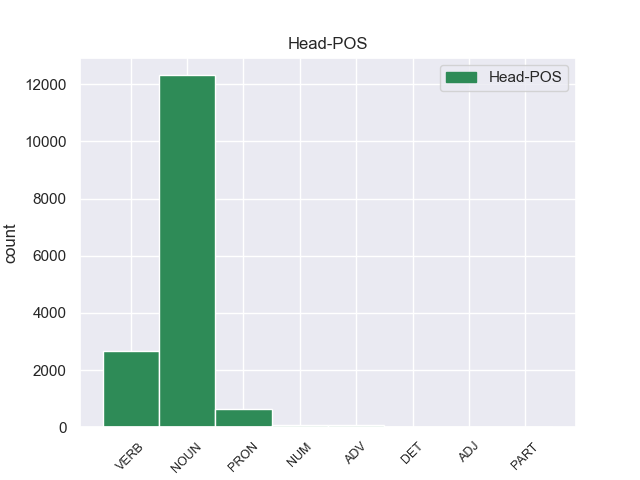 Head-POS
Head-POS
12000
10000
8000
6000
4000
2000
0
count
VERB NOUN PRON NUM ADV DET ADJ PART